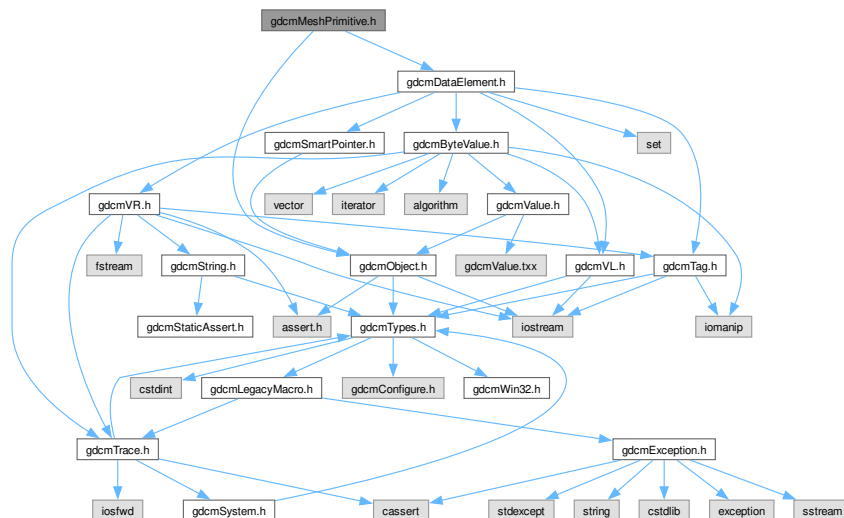 gdcmMeshPrimitive.h
gdcmDataElement.h
gdcmSmartPointer.h
gdcmByteValue.h
set
vector
iterator
algorithm
gdcmValue.h
gdcmVR.h
fstream
gdcmString.h
gdcmObject.h
gdcmValue.txx
gdcmVL.h
gdcmTag.h
gdcmStaticAssert.h
assert.h
gdcmTypes.h
iostream
iomanip
cstdint
gdcmLegacyMacro.h
gdcmConfigure.h
gdcmWin32.h
gdcmTrace.h
gdcmException.h
iosfwd
gdcmSystem.h
cassert
stdexcept
string
cstdlib
exception
sstream